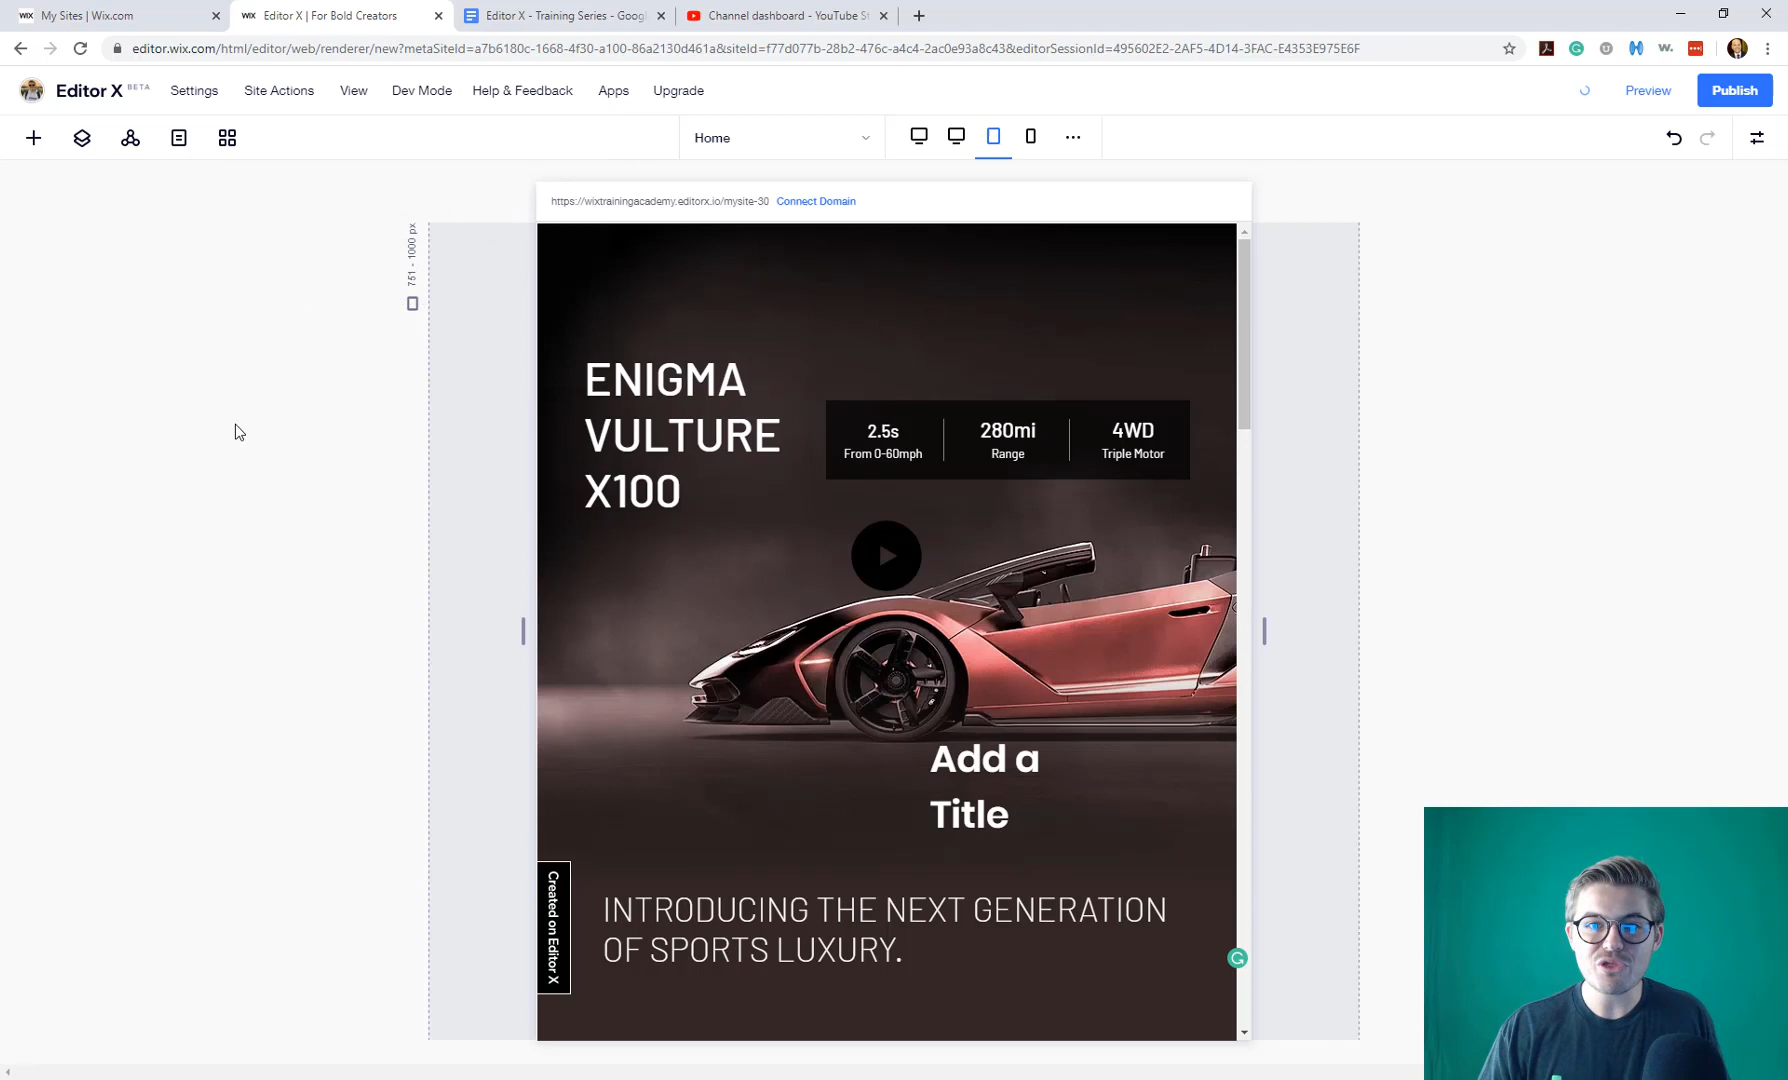 WIX My Sites | Wix.com
WIX Editor X | For Bold Creators
Editor X - Training Series - Googl
Channel dashboard - YouTube St
editor.wix.com/html/editor/web/renderer/new?metaSiteId=a7b6180c-1668-4f30-a100-86a2130d461a&siteId=f77d077b-28b2-476c-a4c4-2ac0e93a8c43&editorSessionId=495602E2-2AF5-4D14-3FAC-E4353E975E6F
Editor X BETA
Settings
Site Actions
View
Dev Mode
Help & Feedback
Apps
Upgrade
Preview
Publish
Home
https://wixtrainingacademy.editorx.io/mysite-30 Connect Domain
751 - 1000 px
ENIGMA
VULTURE
X100
2.5s
From 0-60mph
280mi
Range
4WD
Triple Motor
Add a
Title
Created on Editor X
INTRODUCING THE NEXT GENERATION
OF SPORTS LUXURY.